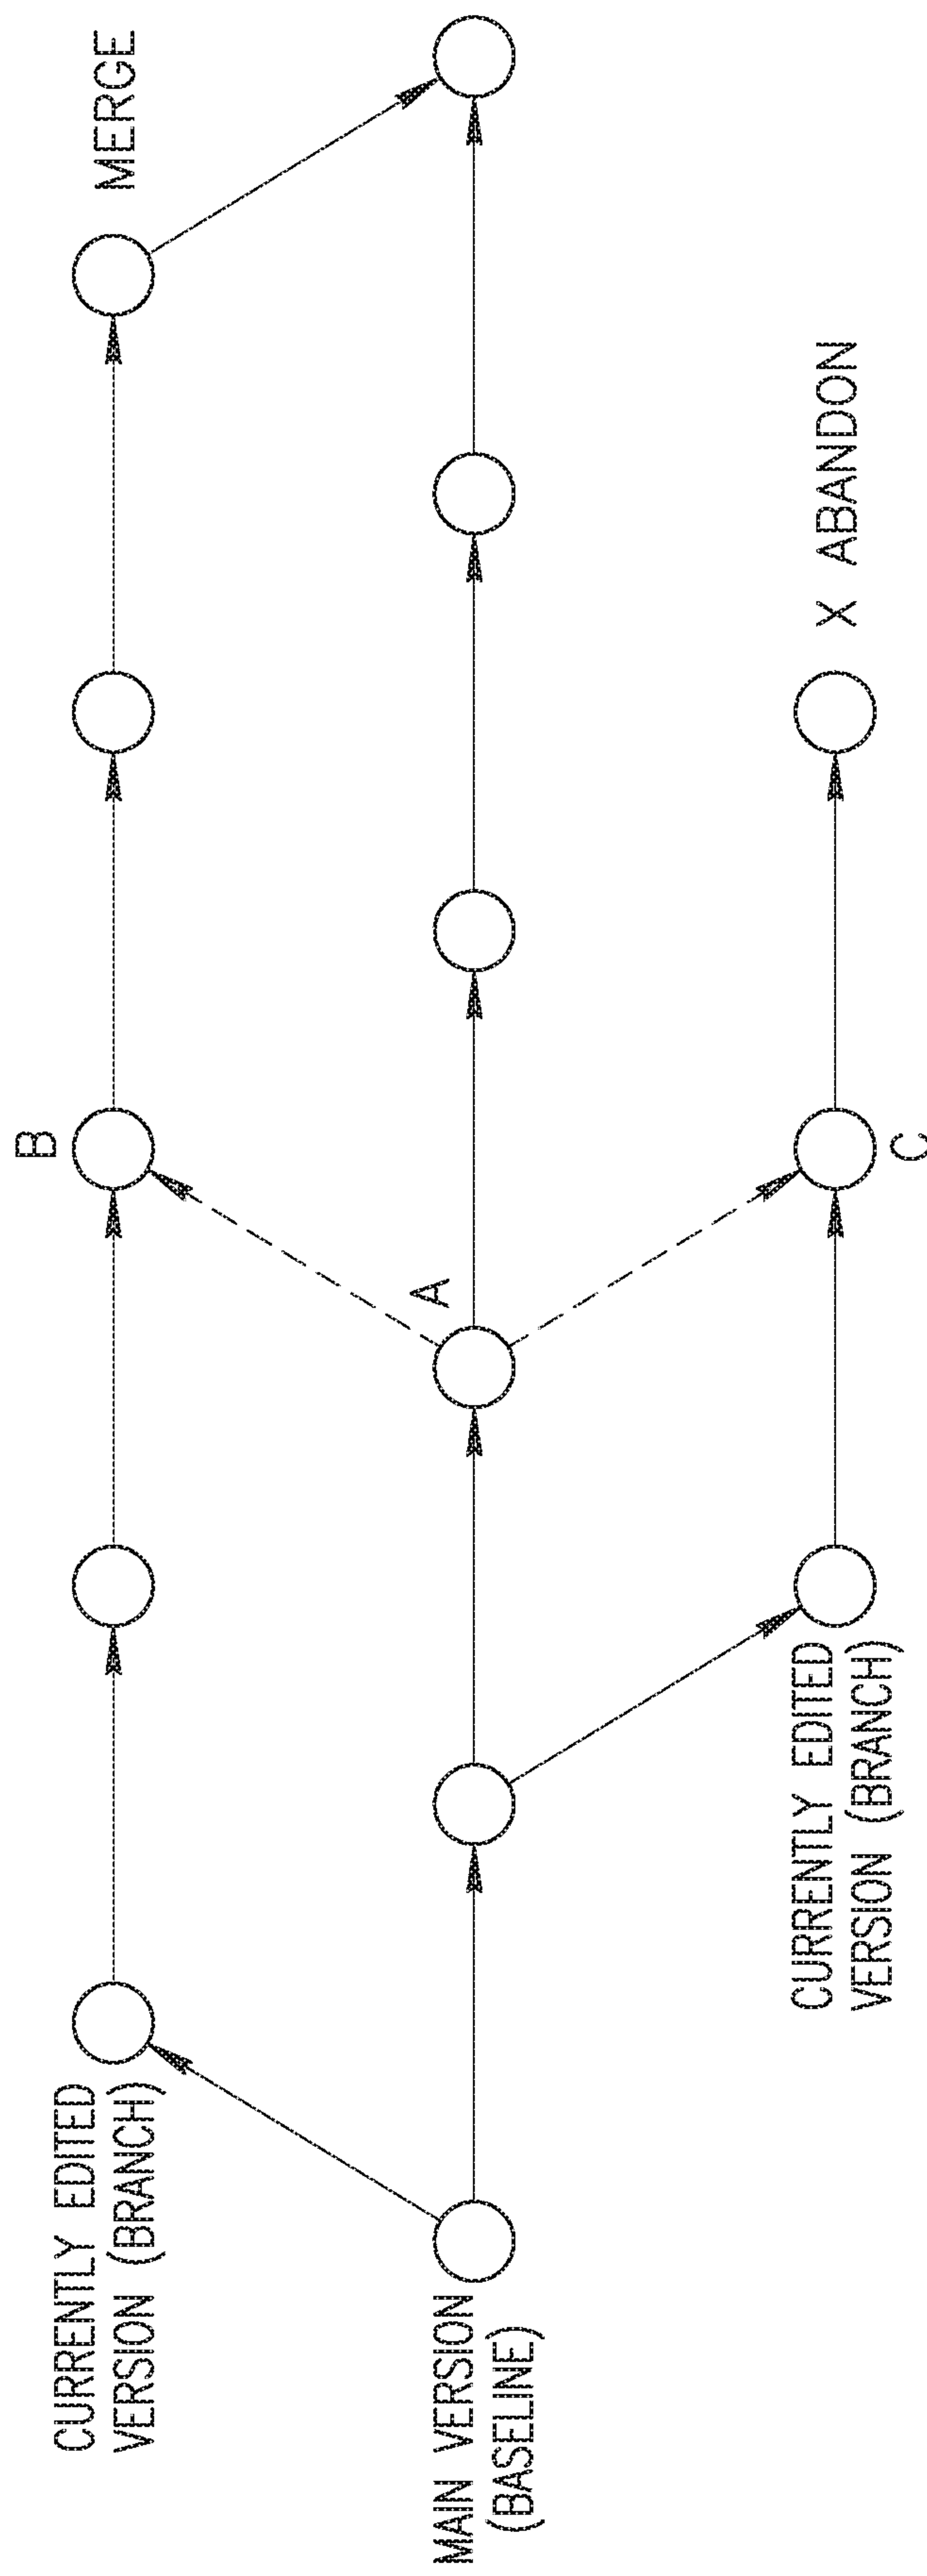 CURRENTLY EDITED
VERSION (BRANCH)
B
MERGE
MAIN VERSION
(BASELINE)
A
CURRENTLY EDITED
VERSION (BRANCH)
C
X ABANDON